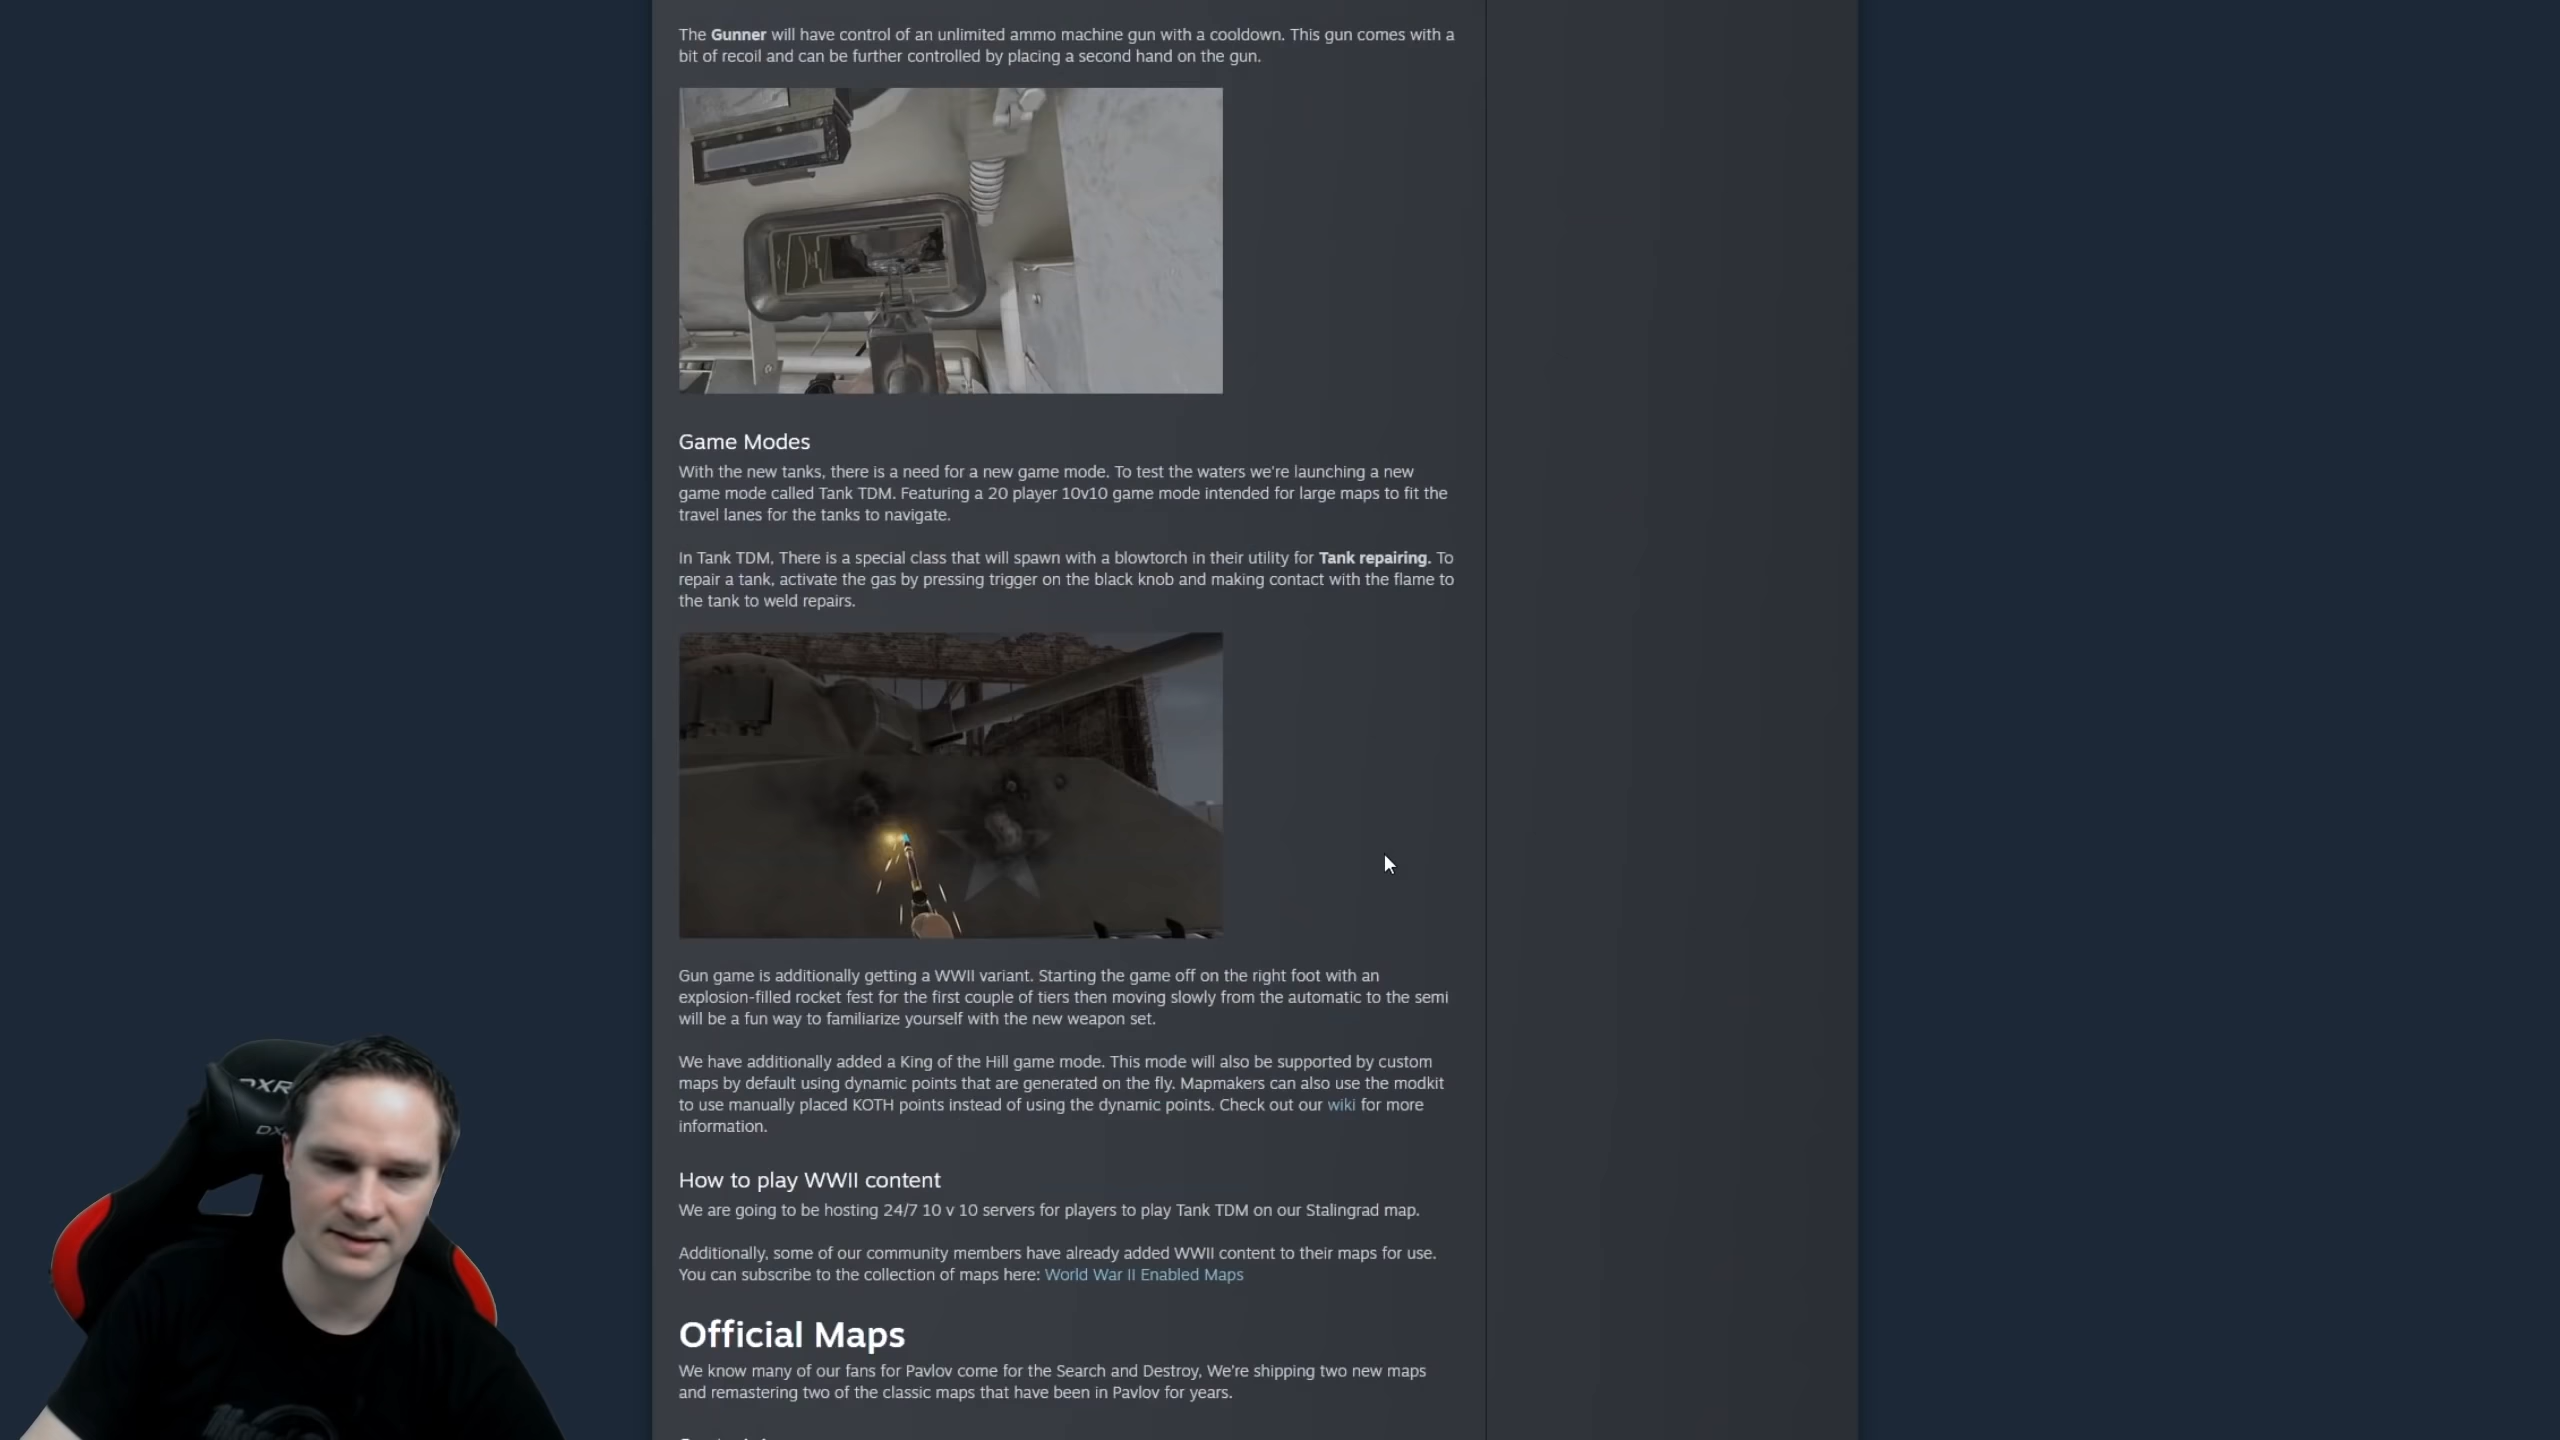 The Gunner will have control of an unlimited ammo machine gun with a cooldown. This gun comes with a
bit of recoil and can be further controlled by placing a second hand on the gun.
Game Modes
With the new tanks, there is a need for a new game mode. To test the waters we're launching a new
game mode called Tank TDM. Featuring a 20 player 10v10 game mode intended for large maps to fit the
travel lanes for the tanks to navigate.
In Tank TDM, There is a special class that will spawn with a blowtorch in their utility for Tank repairing. To
repair a tank, activate the gas by pressing trigger on the black knob and making contact with the flame to
the tank to weld repairs.
Gun game is additionally getting a WWII variant. Starting the game off on the right foot with an
explosion-filled rocket fest for the first couple of tiers then moving slowly from the automatic to the semi
will be a fun way to familiarize yourself with the new weapon set.
We have additionally added a King of the Hill game mode. This mode will also be supported by custom
maps by default using dynamic points that are generated on the fly. Mapmakers can also use the modkit
to use manually placed KOTH points instead of using the dynamic points. Check out our wiki for more
information.
How to play WWII content
We are going to be hosting 24/7 10 v 10 servers for players to play Tank TDM on our Stalingrad map.
Additionally, some of our community members have already added WWII content to their maps for use.
You can subscribe to the collection of maps here: World War II Enabled Maps
Official Maps
We know many of our fans for Pavlov come for the Search and Destroy, We're shipping two new maps
and remastering two of the classic maps that have been in Pavlov for years.
DXR
DX